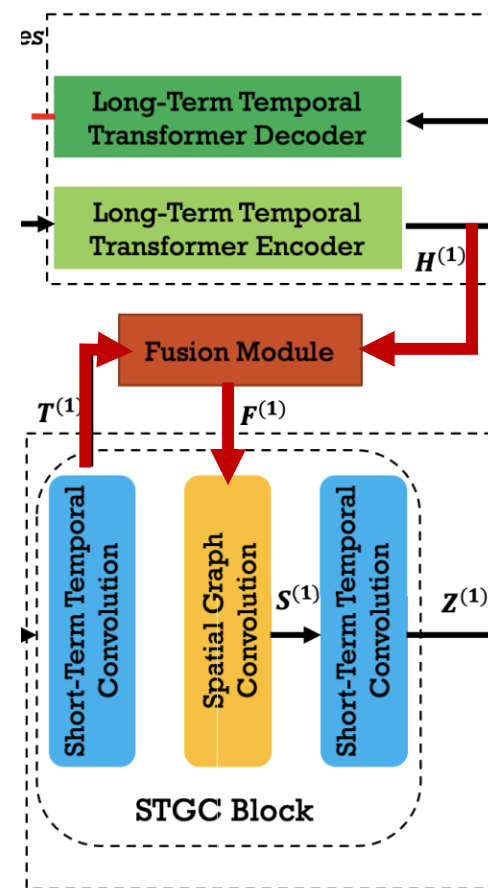 es
Long-Term Temporal
Transformer Decoder
Long-Term Temporal
Transformer Encoder
H(1)
Fusion Module
T(1)
F(1)
Short-Term Temporal
Convolution
Spatial Graph
Convolution
S(1)
Short-Term Temporal
Convolution
Z(1)
STGC Block